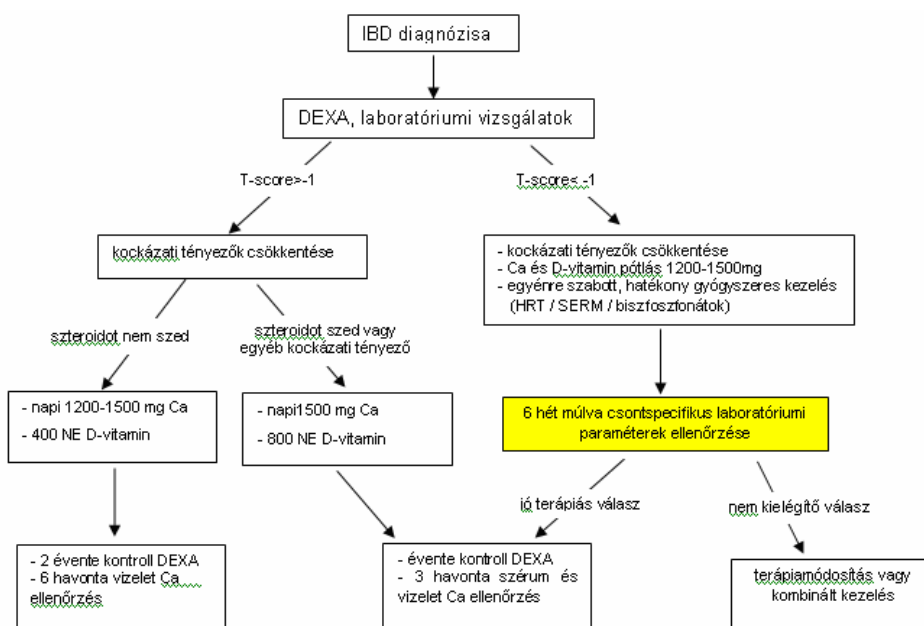 IBD diagnózisa
DEXA, laboratóriumi vizsgálatok
T-score>-1
T-score< -1
kockázati tényezők csökkentése
- kockázati tényezők csökkentése
- Ca és D-vitamin pótlás 1200-1500mg
- egyénre szabott, hatékony gyógyszeres kezelés
(HRT / SERM / biszfoszfonátok)
szteroidot nem szed
szteroidot szed vagy
egyéb kockázati tényező
- napi 1200-1500 mg Ca
- 400 NE D-vitamin
- napi1500 mg Ca
- 800 NE D-vitamin
6 hét múlva csontspecifikus laboratóriumi
paraméterek ellenőrzése
jó terápiás válasz
nem kielégítő válasz
- 2 évente kontroll DEXA
- 6 havonta vizelet Ca
ellenőrzés
- évente kontroll DEXA
- 3 havonta szérum és
vizelet Ca ellenőrzés
terápiamódosítás vagy
kombinált kezelés